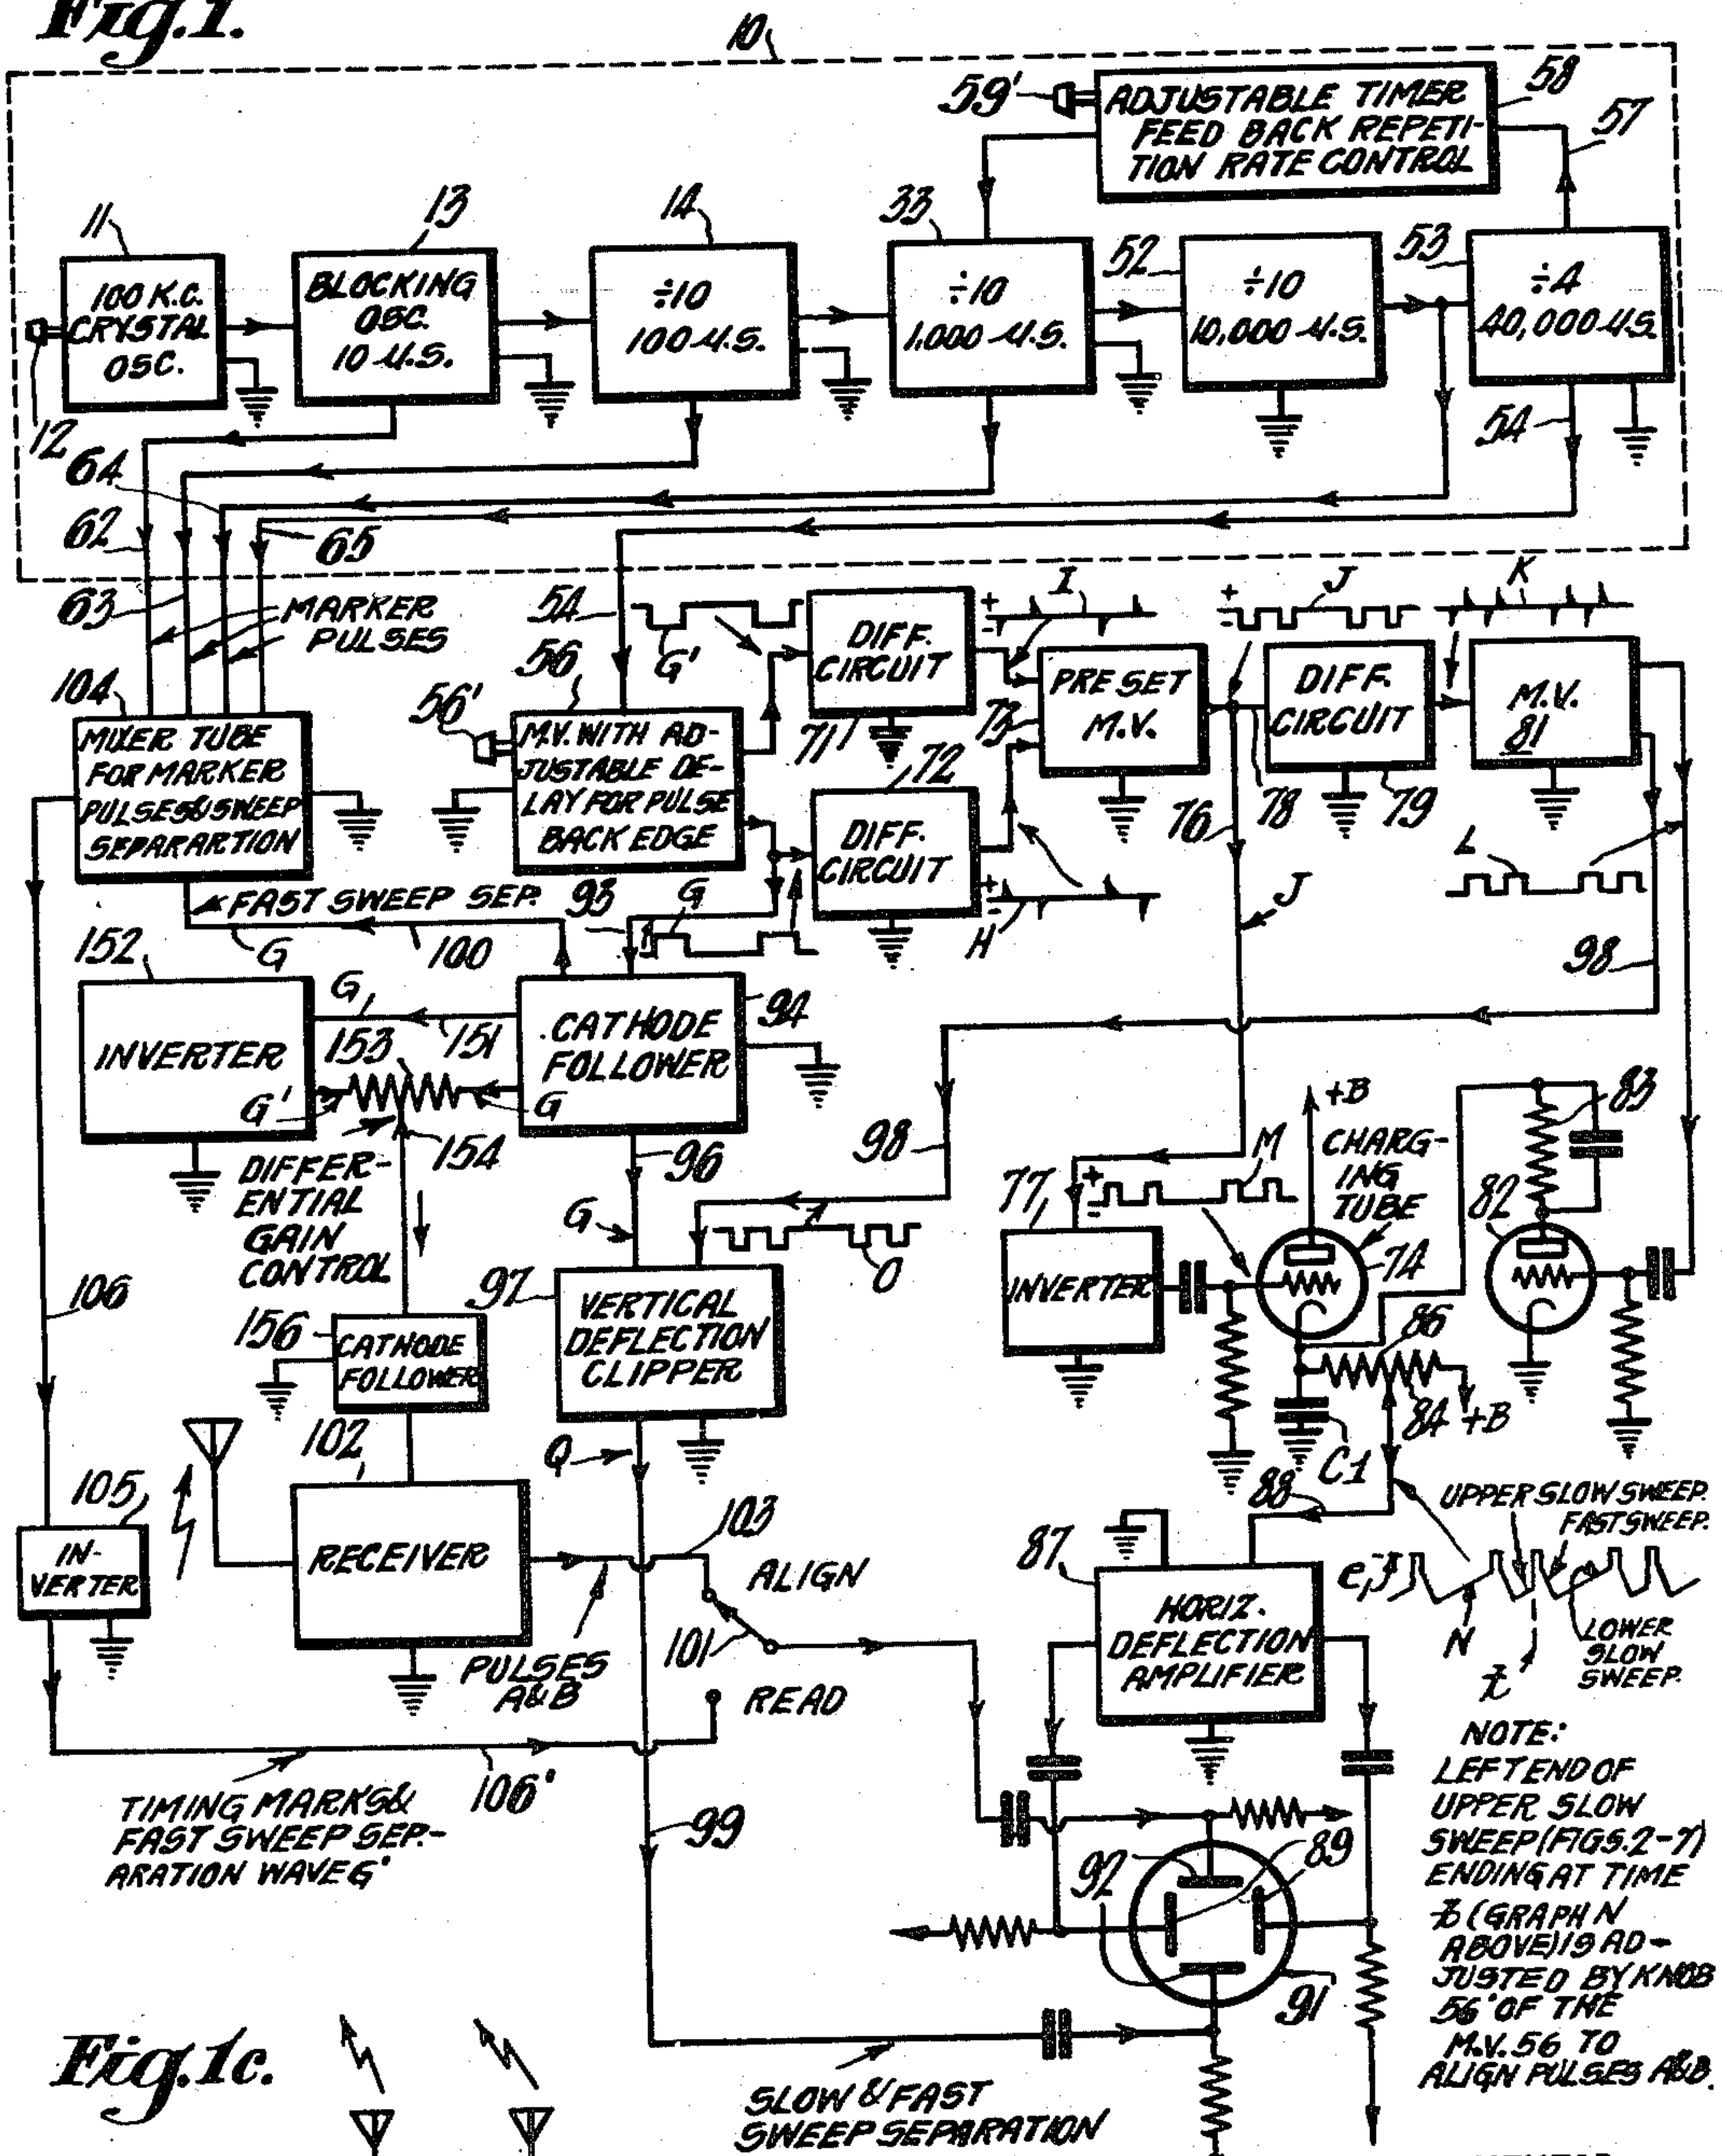 Fig.1.
10
59'
ADJUSTABLE TIMER
FEED BACK REPETI-
TION RATE CONTROL
58
57
11
100 K.C.
CRYSTAL
OSC.
12
13
BLOCKING
OSC.
10 U.S.
14
÷10
100 U.S.
33
÷10
1,000 U.S.
52
÷10
10,000 U.S.
53
÷4
40,000 U.S.
54
64
62
65
63
MARKER
PULSES
54
G'
56
56'
M.V. WITH AD-
JUSTABLE DE-
LAY FOR PULSE
BACK EDGE
DIFF.
CIRCUIT
71
+
-
I
PRESET
M.V.
73
72
DIFF.
CIRCUIT
+
-
H
+
-
J
DIFF.
CIRCUIT
78
79
K
M.V.
81
L
76
J
98
104
MIXER TUBE
FOR MARKER
PULSES&SWEEP
SEPARARTION
FAST SWEEP SEP.
93
G
G
100
152
INVERTER
G
151
153
G'
G
CATHODE
FOLLOWER
94
154
DIFFER-
ENTIAL
GAIN
CONTROL
96
G
98
O
97
VERTICAL
DEFLECTION
CLIPPER
77
INVERTER
+
-
M
+B
CHARG-
ING
TUBE
74
83
82
86
84
+B
C1
106
156
CATHODE
FOLLOWER
102
RECEIVER
Q
103
ALIGN
101
READ
PULSES
A&B
105
IN-
VERTER
106'
TIMING MARKS&
FAST SWEEP SEP-
ARATION WAVE G'
99
88
87
HORIZ.
DEFLECTION
AMPLIFIER
UPPER SLOW SWEEP.
FAST SWEEP.
N
LOWER
SLOW
SWEEP.
92
89
91
NOTE:
LEFT END OF
UPPER SLOW
SWEEP (FIGS.2-7)
ENDING AT TIME
(GRAPH N
ABOVE) IS AD-
JUSTED BY KNOB
56' OF THE
M.V. 56 TO
ALIGN PULSES A&B.
SLOW & FAST
SWEEP SEPARATION
Fig.1c.